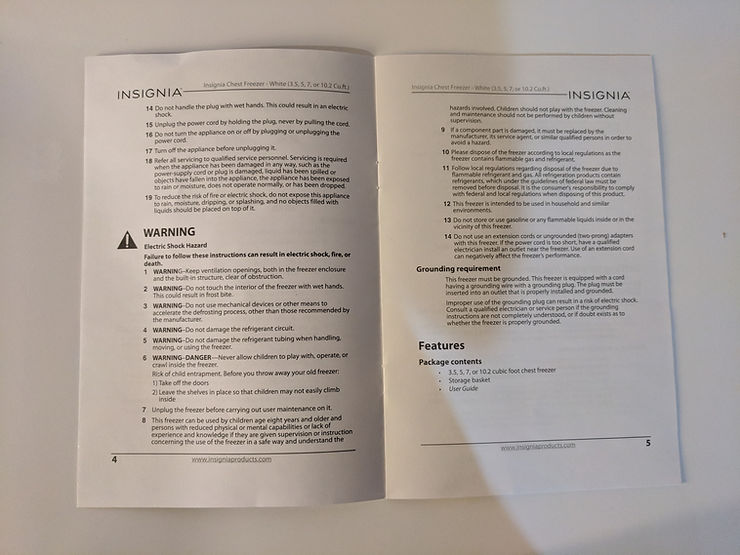 Insignia Chest Freezer - White (3.5, 5, 7, or 10.2 Cu.ft.)
INSIGNIA
14 Do not handle the plug with wet hands. This could result in an electric
shock.
15 Unplug the power cord by holding the plug, never by pulling the cord.
16 Do not turn the appliance on or off by plugging or unplugging the
power cord.
17 Turn off the appliance before unplugging it.
18 Refer all servicing to qualified service personnel. Servicing is required
when the appliance has been damaged in any way, such as the
power-supply cord or plug is damaged, liquid has been spilled or
objects have fallen into the appliance, the appliance has been exposed
to rain or moisture, does not operate normally, or has been dropped.
19 To reduce the risk of fire or electric shock, do not expose this appliance
to rain, moisture, dripping, or splashing, and no objects filled with
liquids should be placed on top of it.
WARNING
Electric Shock Hazard
Failure to follow these instructions can result in electric shock, fire, or
death.
1 WARNING–Keep ventilation openings, both in the freezer enclosure
and the built-in structure, clear of obstruction.
2 WARNING–Do not touch the interior of the freezer with wet hands.
This could result in frost bite.
3 WARNING–Do not use mechanical devices or other means to
accelerate the defrosting process, other than those recommended by
the manufacturer.
4 WARNING–Do not damage the refrigerant circuit.
5 WARNING–Do not damage the refrigerant tubing when handling,
moving, or using the freezer.
6 WARNING–DANGER—Never allow children to play with, operate, or
crawl inside the freezer.
Risk of child entrapment. Before you throw away your old freezer:
1) Take off the doors
2) Leave the shelves in place so that children may not easily climb
inside
7 Unplug the freezer before carrying out user maintenance on it.
8 This freezer can be used by children age eight years and older and
persons with reduced physical or mental capabilities or lack of
experience and knowledge if they are given supervision or instruction
concerning the use of the freezer in a safe way and understand the
4
www.insigniaproducts.com
Insignia Chest Freezer - White (3.5, 5, 7, or 10.2 Cu.ft.)
INSIGNIA
hazards involved. Children should not play with the freezer. Cleaning
and maintenance should not be performed by children without
supervision.
9 If a component part is damaged, it must be replaced by the
manufacturer, its service agent, or similar qualified persons in order to
avoid a hazard.
10 Please dispose of the freezer according to local regulations as the
freezer contains flammable gas and refrigerant.
11 Follow local regulations regarding disposal of the freezer due to
flammable refrigerant and gas. All refrigeration products contain
refrigerants, which under the guidelines of federal law must be
removed before disposal. It is the consumer's responsibility to comply
with federal and local regulations when disposing of this product.
12 This freezer is intended to be used in household and similar
environments.
13 Do not store or use gasoline or any flammable liquids inside or in the
vicinity of this freezer.
14 Do not use an extension cords or ungrounded (two-prong) adapters
with this freezer. If the power cord is too short, have a qualified
electrician install an outlet near the freezer. Use of an extension cord
can negatively affect the freezer's performance.
Grounding requirement
This freezer must be grounded. This freezer is equipped with a cord
having a grounding wire with a grounding plug. The plug must be
inserted into an outlet that is properly installed and grounded.
Improper use of the grounding plug can result in a risk of electric shock.
Consult a qualified electrician or service person if the grounding
instructions are not completely understood, or if doubt exists as to
whether the freezer is properly grounded.
Features
Package contents
• 3.5, 5, 7, or 10.2 cubic foot chest freezer
• Storage basket
• User Guide
www.insigniaproducts.com
5